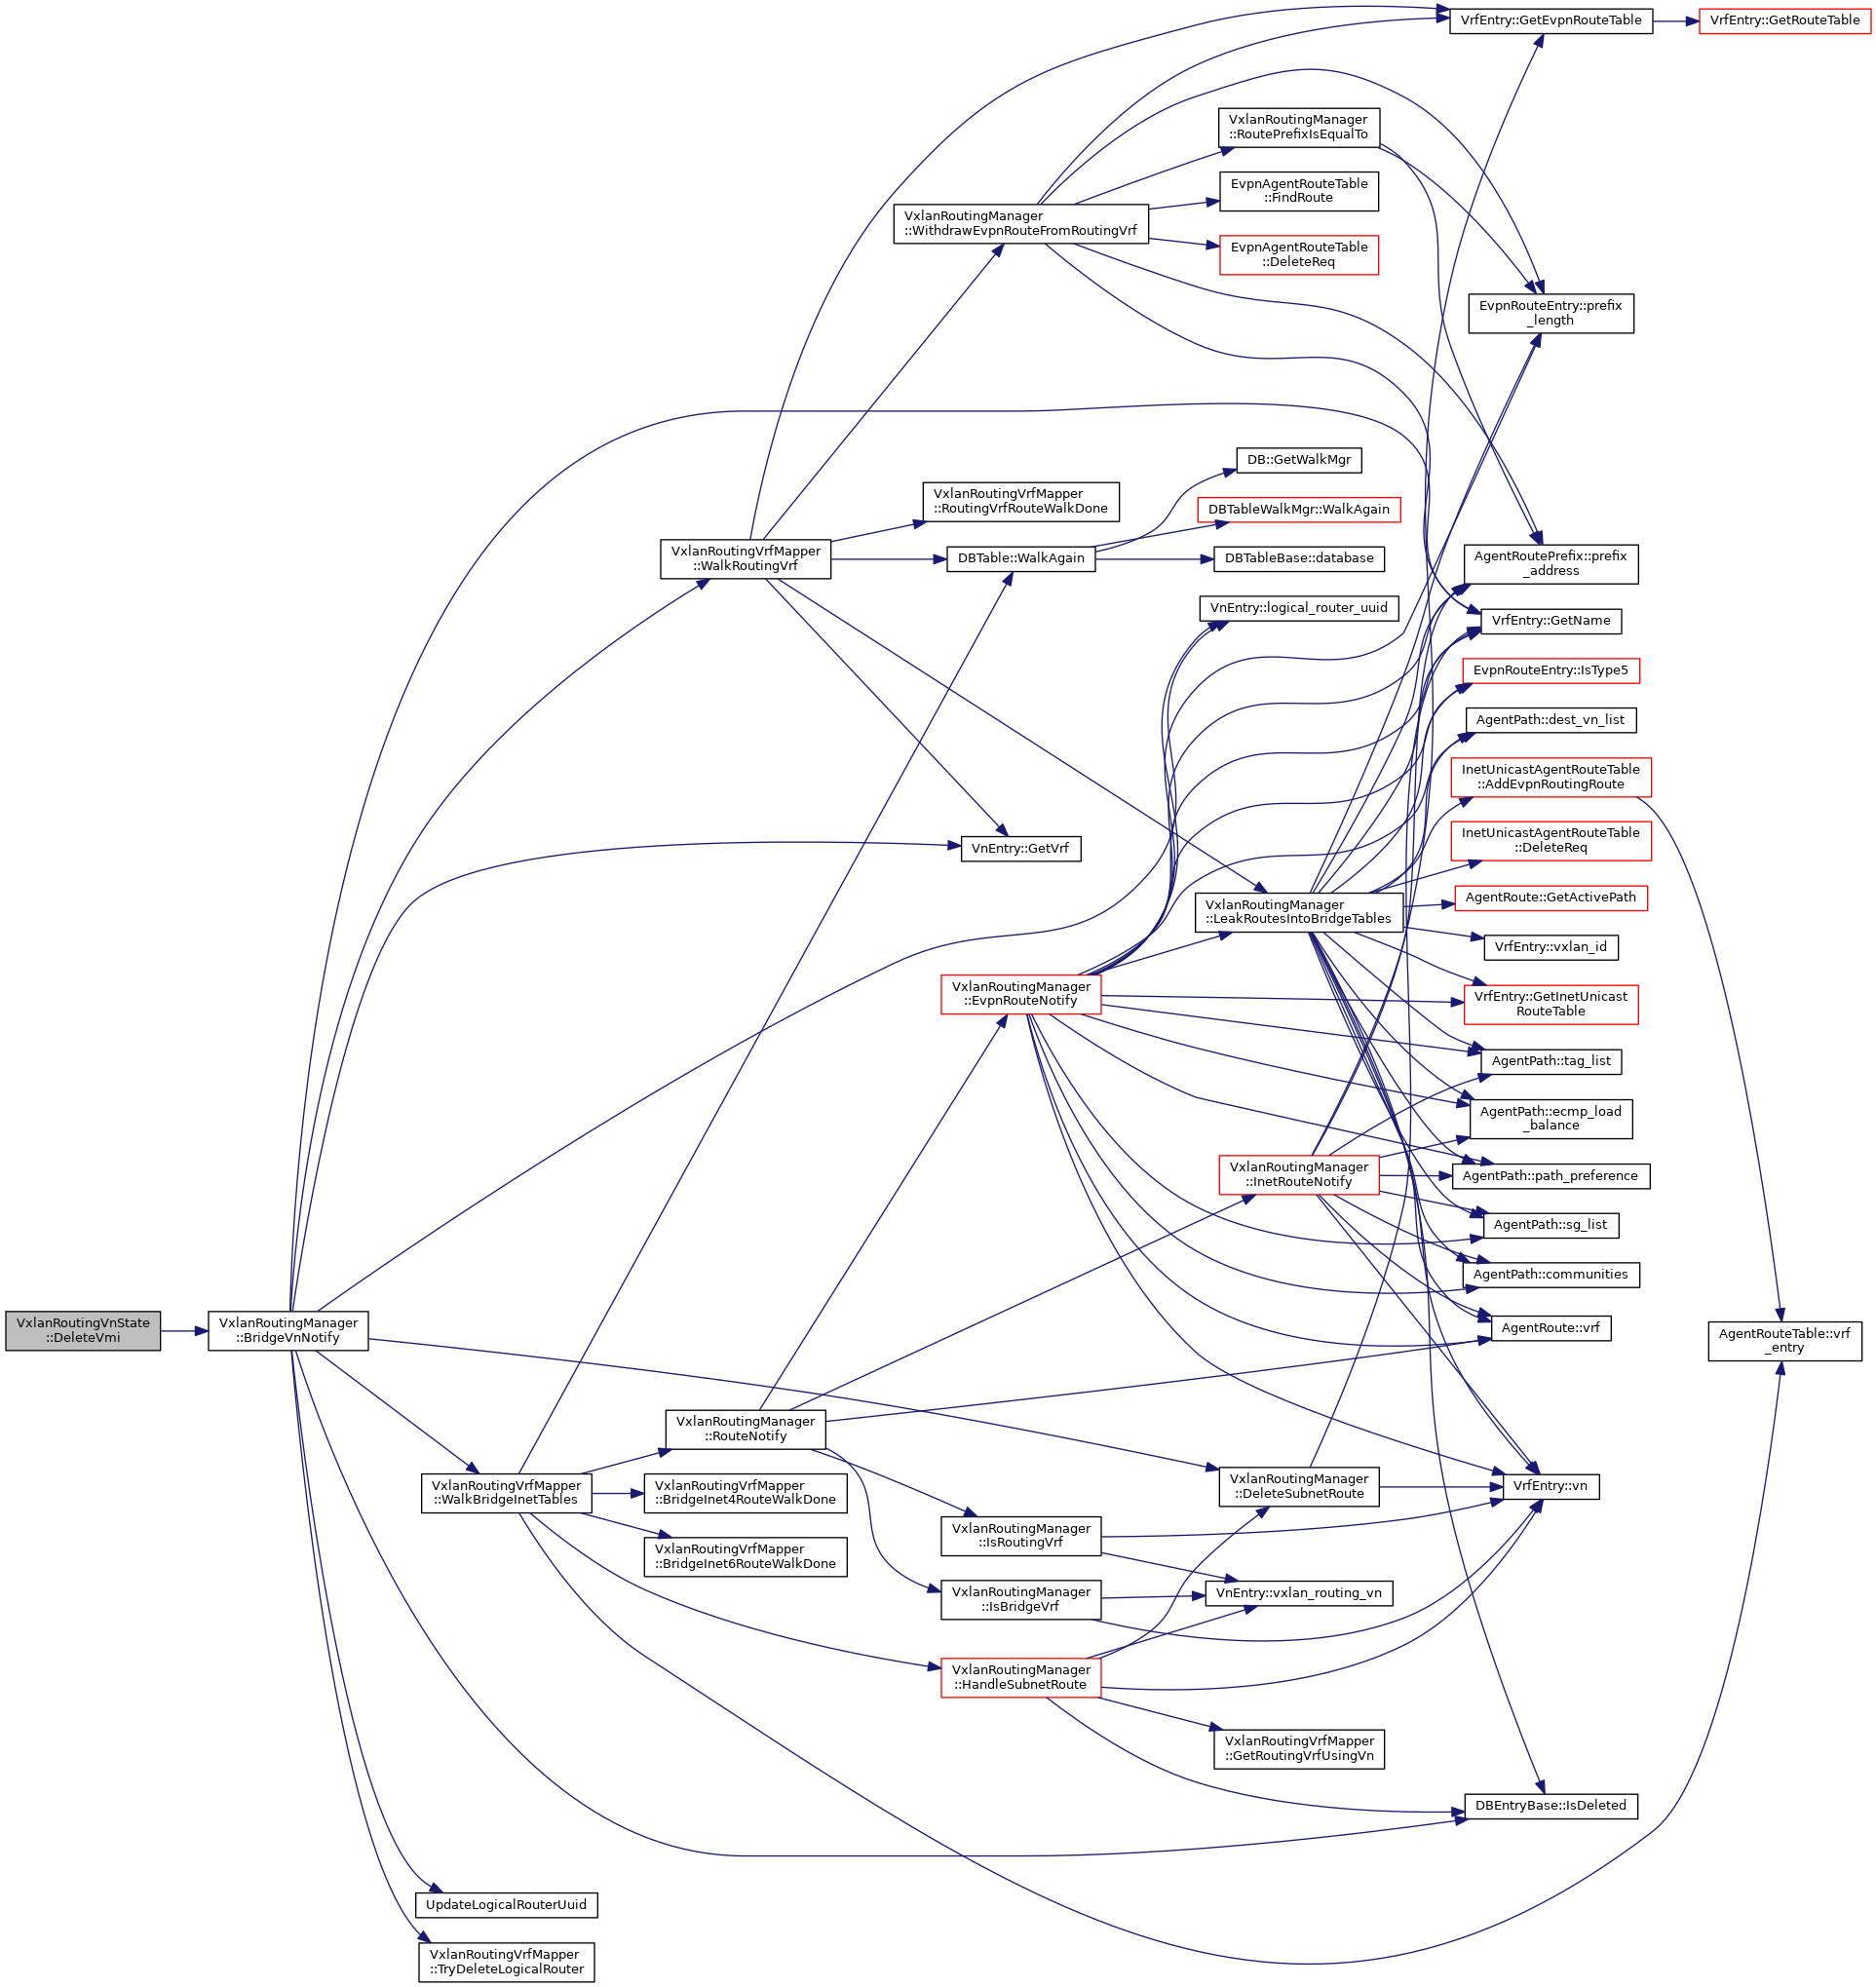 VxlanRoutingVnState
::DeleteVmi
VxlanRoutingManager
::BridgeVnNotify
VxlanRoutingVrfMapper
::WalkRoutingVrf
VxlanRoutingVrfMapper
::WalkBridgeInetTables
UpdateLogicalRouterUuid
VxlanRoutingVrfMapper
::TryDeleteLogicalRouter
VxlanRoutingManager
::RouteNotify
VxlanRoutingVrfMapper
::BridgeInet4RouteWalkDone
VxlanRoutingVrfMapper
::BridgeInet6RouteWalkDone
VxlanRoutingManager
::WithdrawEvpnRouteFromRoutingVrf
VxlanRoutingVrfMapper
::RoutingVrfRouteWalkDone
DBTable::WalkAgain
VnEntry::GetVrf
VxlanRoutingManager
::EvpnRouteNotify
VxlanRoutingManager
::IsRoutingVrf
VxlanRoutingManager
::IsBridgeVrf
VxlanRoutingManager
::HandleSubnetRoute
VxlanRoutingManager
::RoutePrefixIsEqualTo
EvpnAgentRouteTable
::FindRoute
EvpnAgentRouteTable
::DeleteReq
DB::GetWalkMgr
DBTableWalkMgr::WalkAgain
DBTableBase::database
VnEntry::logical_router_uuid
VxlanRoutingManager
::LeakRoutesIntoBridgeTables
VxlanRoutingManager
::InetRouteNotify
VxlanRoutingManager
::DeleteSubnetRoute
VnEntry::vxlan_routing_vn
VxlanRoutingVrfMapper
::GetRoutingVrfUsingVn
VrfEntry::GetEvpnRouteTable
EvpnRouteEntry::prefix
_length
AgentRoutePrefix::prefix
_address
VrfEntry::GetName
EvpnRouteEntry::IsType5
AgentPath::dest_vn_list
InetUnicastAgentRouteTable
::AddEvpnRoutingRoute
InetUnicastAgentRouteTable
::DeleteReq
AgentRoute::GetActivePath
VrfEntry::vxlan_id
VrfEntry::GetInetUnicast
RouteTable
AgentPath::tag_list
AgentPath::ecmp_load
_balance
AgentPath::path_preference
AgentPath::sg_list
AgentPath::communities
AgentRoute::vrf
VrfEntry::vn
DBEntryBase::IsDeleted
VrfEntry::GetRouteTable
AgentRouteTable::vrf
_entry